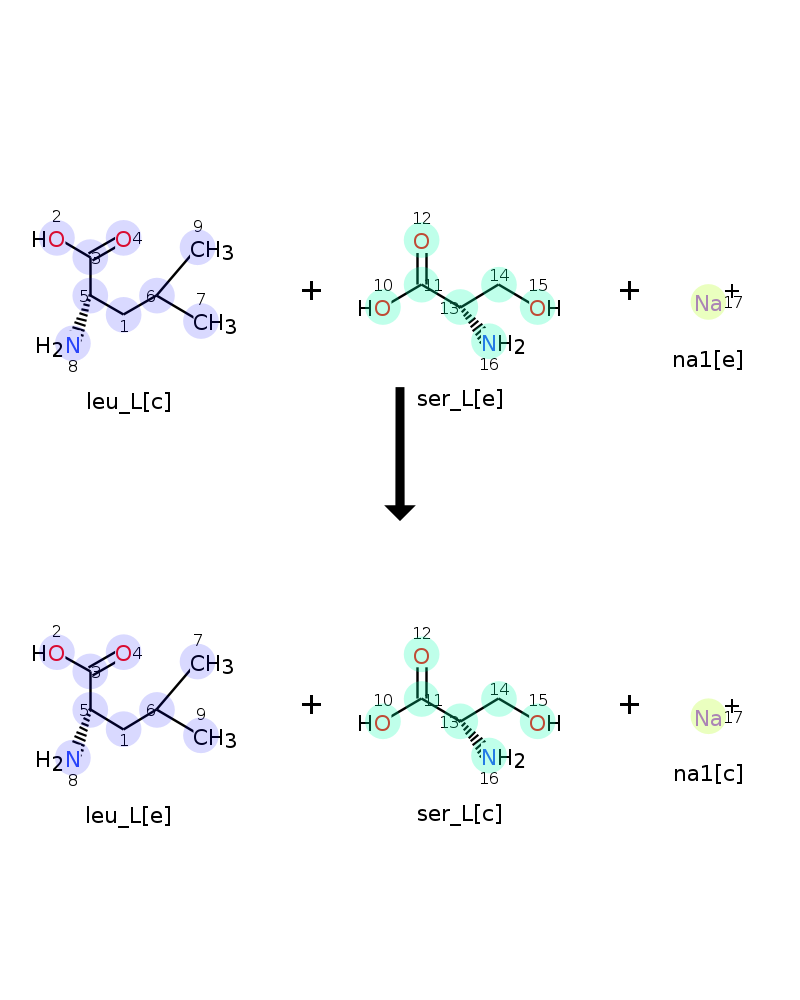 2 9 12
HO 3 O4 CH3 O 14 15
5 6 7 + 10 11 + Na+ 17
1 CH3 HO 13 OH
H2N NH2 na1[e]
8 16
leu_L[c] ser_L[e]
2 7 12
HO 3 O4 CH3 O 14 15
5 6 9 + 10 11 + Na+ 17
1 CH3 HO 13 OH
H2N NH2 na1[c]
8 16
leu_L[e] ser_L[c]